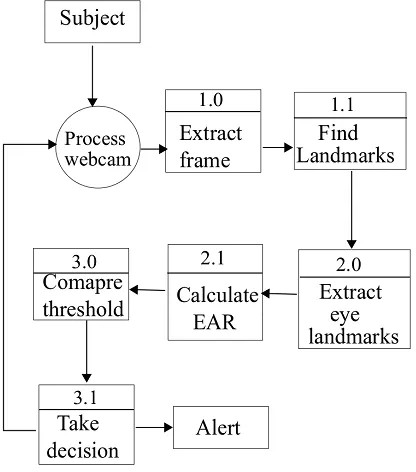 Subject
Process
webcam
1.0
Extract
frame
1.1
Find
Landmarks
2.0
Extract
eye
landmarks
2.1
Calculate
EAR
3.0
Comapre
threshold
3.1
Take
decision
Alert